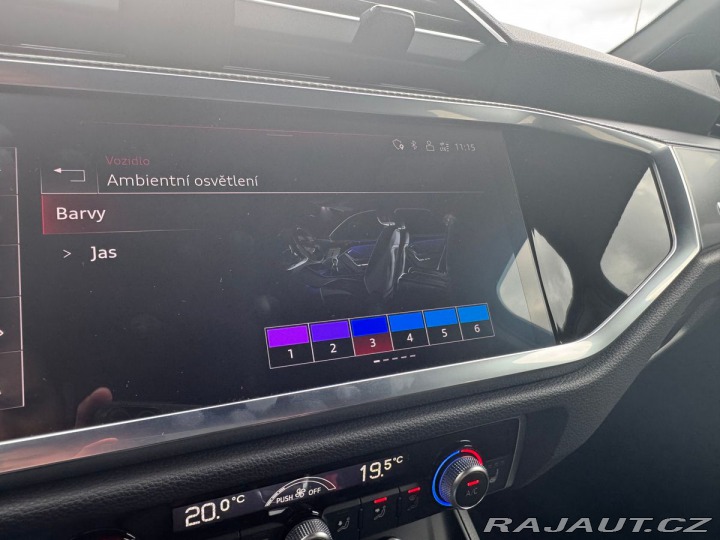 Vozidlo
11:15
Ambientní osvětlení
Barvy
> Jas
1 2 3 4 5 6
20.0°C
PUSH OFF
19.5°C
A/C
RAJAUT.CZ